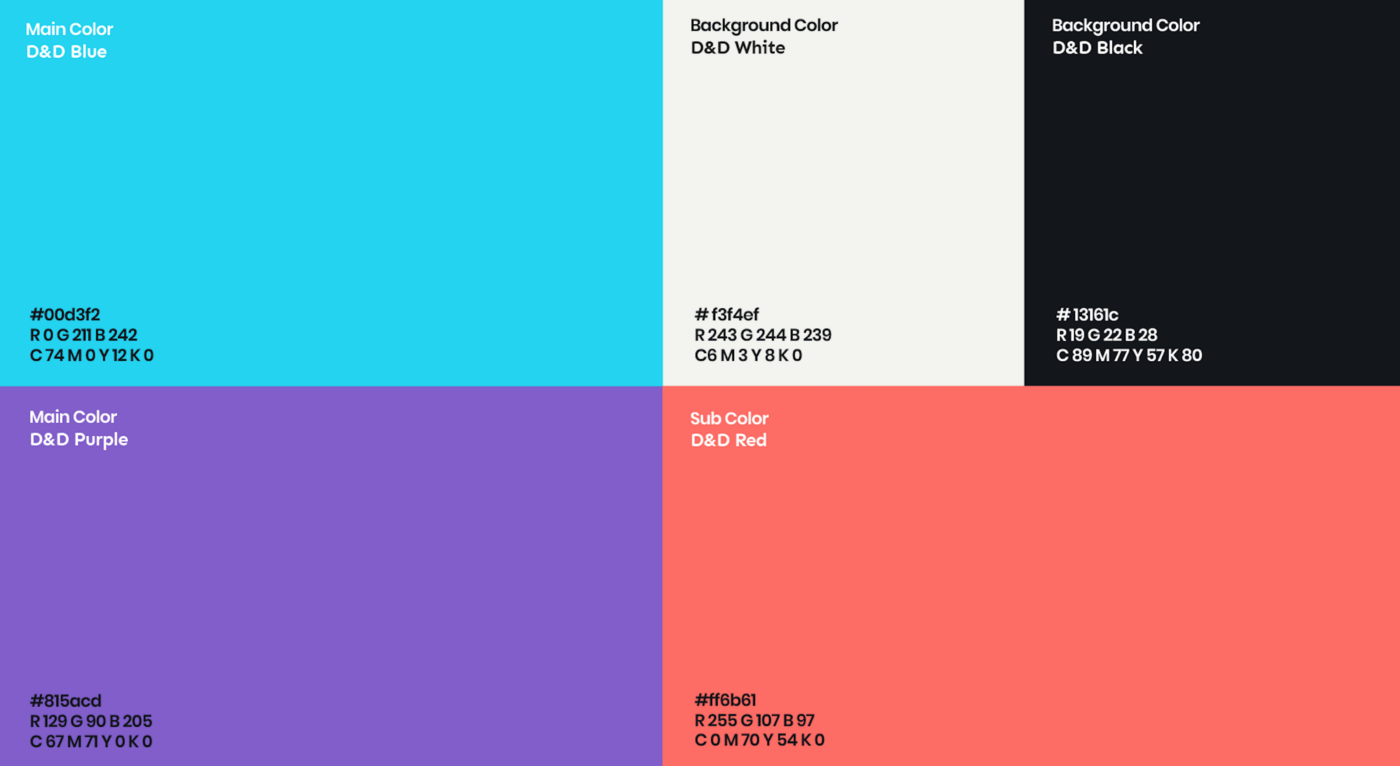 Main Color
D&D Blue
#00d3f2
R 0 G 211 B 242
C 74 M 0 Y 12 K 0
Background Color
D&D White
# f3f4ef
R 243 G 244 B 239
C6 M 3 Y 8 K 0
Background Color
D&D Black
# 13161c
R 19 G 22 B 28
C 89 M 77 Y 57 K 80
Main Color
D&D Purple
#815acd
R 129 G 90 B 205
C 67 M 71 Y 0 K 0
Sub Color
D&D Red
#ff6b61
R 255 G 107 B 97
C 0 M 70 Y 54 K 0